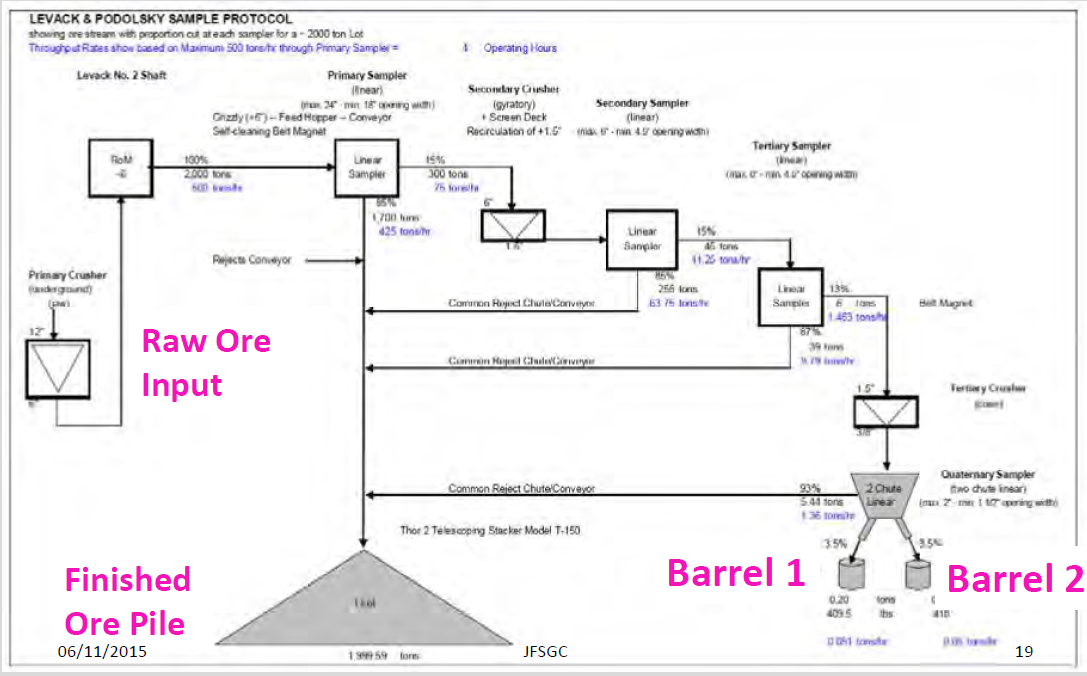 LEVACK & PODOLSKY SAMPLE PROTOCOL
showing ore stream with proportion cut at each sampler for a ~ 2000 ton Lot
Throughput Rates show based on Maximum 500 tons/hr through Primary Sampler = 4 Operating Hours
Levack No. 2 Shaft
Primary Sampler
(linear)
(max. 24" - min. 18" opening width)
Grizzly (+6") – Feed Hopper – Conveyor
Self-cleaning Belt Magnet
Secondary Crusher
(gyratory)
+ Screen Deck
Recirculation of +1.5"
Secondary Sampler
(linear)
(max. 6" - min. 4.5" opening width)
Tertiary Sampler
(linear)
(max. 6" - min. 4.5" opening width)
RoM
-6
100%
2,000 tons
500 tons/hr
Linear
Sampler
15%
300 tons
75 tons/hr
85%
1,700 tons
425 tons/hr
6"
1.5"
Linear
Sampler
15%
45 tons
11.25 tons/hr
85%
255 tons
63.75 tons/hr
Rejects Conveyor
Primary Crusher
(underground)
(jaw)
12"
6"
Linear
Sampler
13%
6 tons
1.463 tons/hr
Belt Magnet
87%
39 tons
9.79 tons/hr
Common Reject Chute/Conveyor
Common Reject Chute/Conveyor
Raw Ore
Input
1.5"
3/8"
Tertiary Crusher
(cone)
Quaternary Sampler
(two chute linear)
(max. 2" - min. 1 1/2" opening width)
2 Chute
Linear
Common Reject Chute/Conveyor
93%
5.44 tons
1.36 tons/hr
Thor 2 Telescoping Stacker Model T-150
3.5%
3.5%
Barrel 1
Barrel 2
0.20 tons
409.5 lbs 410
0.051 tons/hr
0.05 tons/hr
Finished
Ore Pile
1 Lot
1,999.59 tons
06/11/2015
JFSGC
19